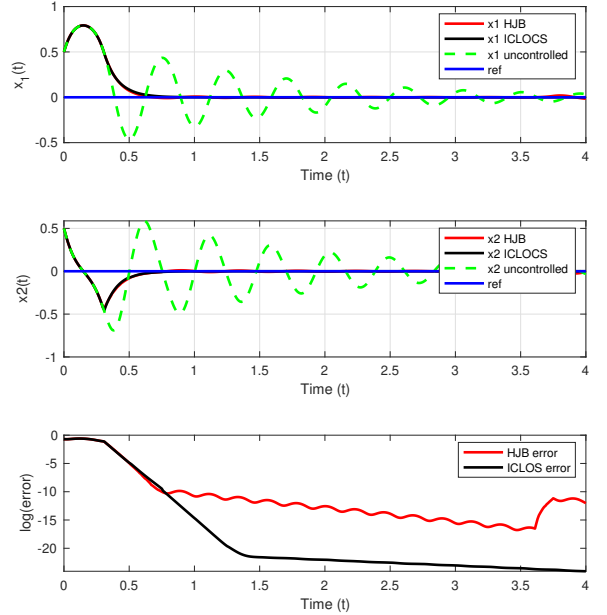 1
0.5
0
-0.5
x1(t)
x1 HJB
x1 ICLOCS
x1 uncontrolled
ref
0 0.5 1 1.5 2 2.5 3 3.5 4
Time (t)
0.5
0
-0.5
-1
x2(t)
x2 HJB
x2 ICLOCS
x2 uncontrolled
ref
0 0.5 1 1.5 2 2.5 3 3.5 4
Time (t)
0
-5
-10
-15
-20
log(error)
HJB error
ICLOS error
0 0.5 1 1.5 2 2.5 3 3.5 4
Time (t)